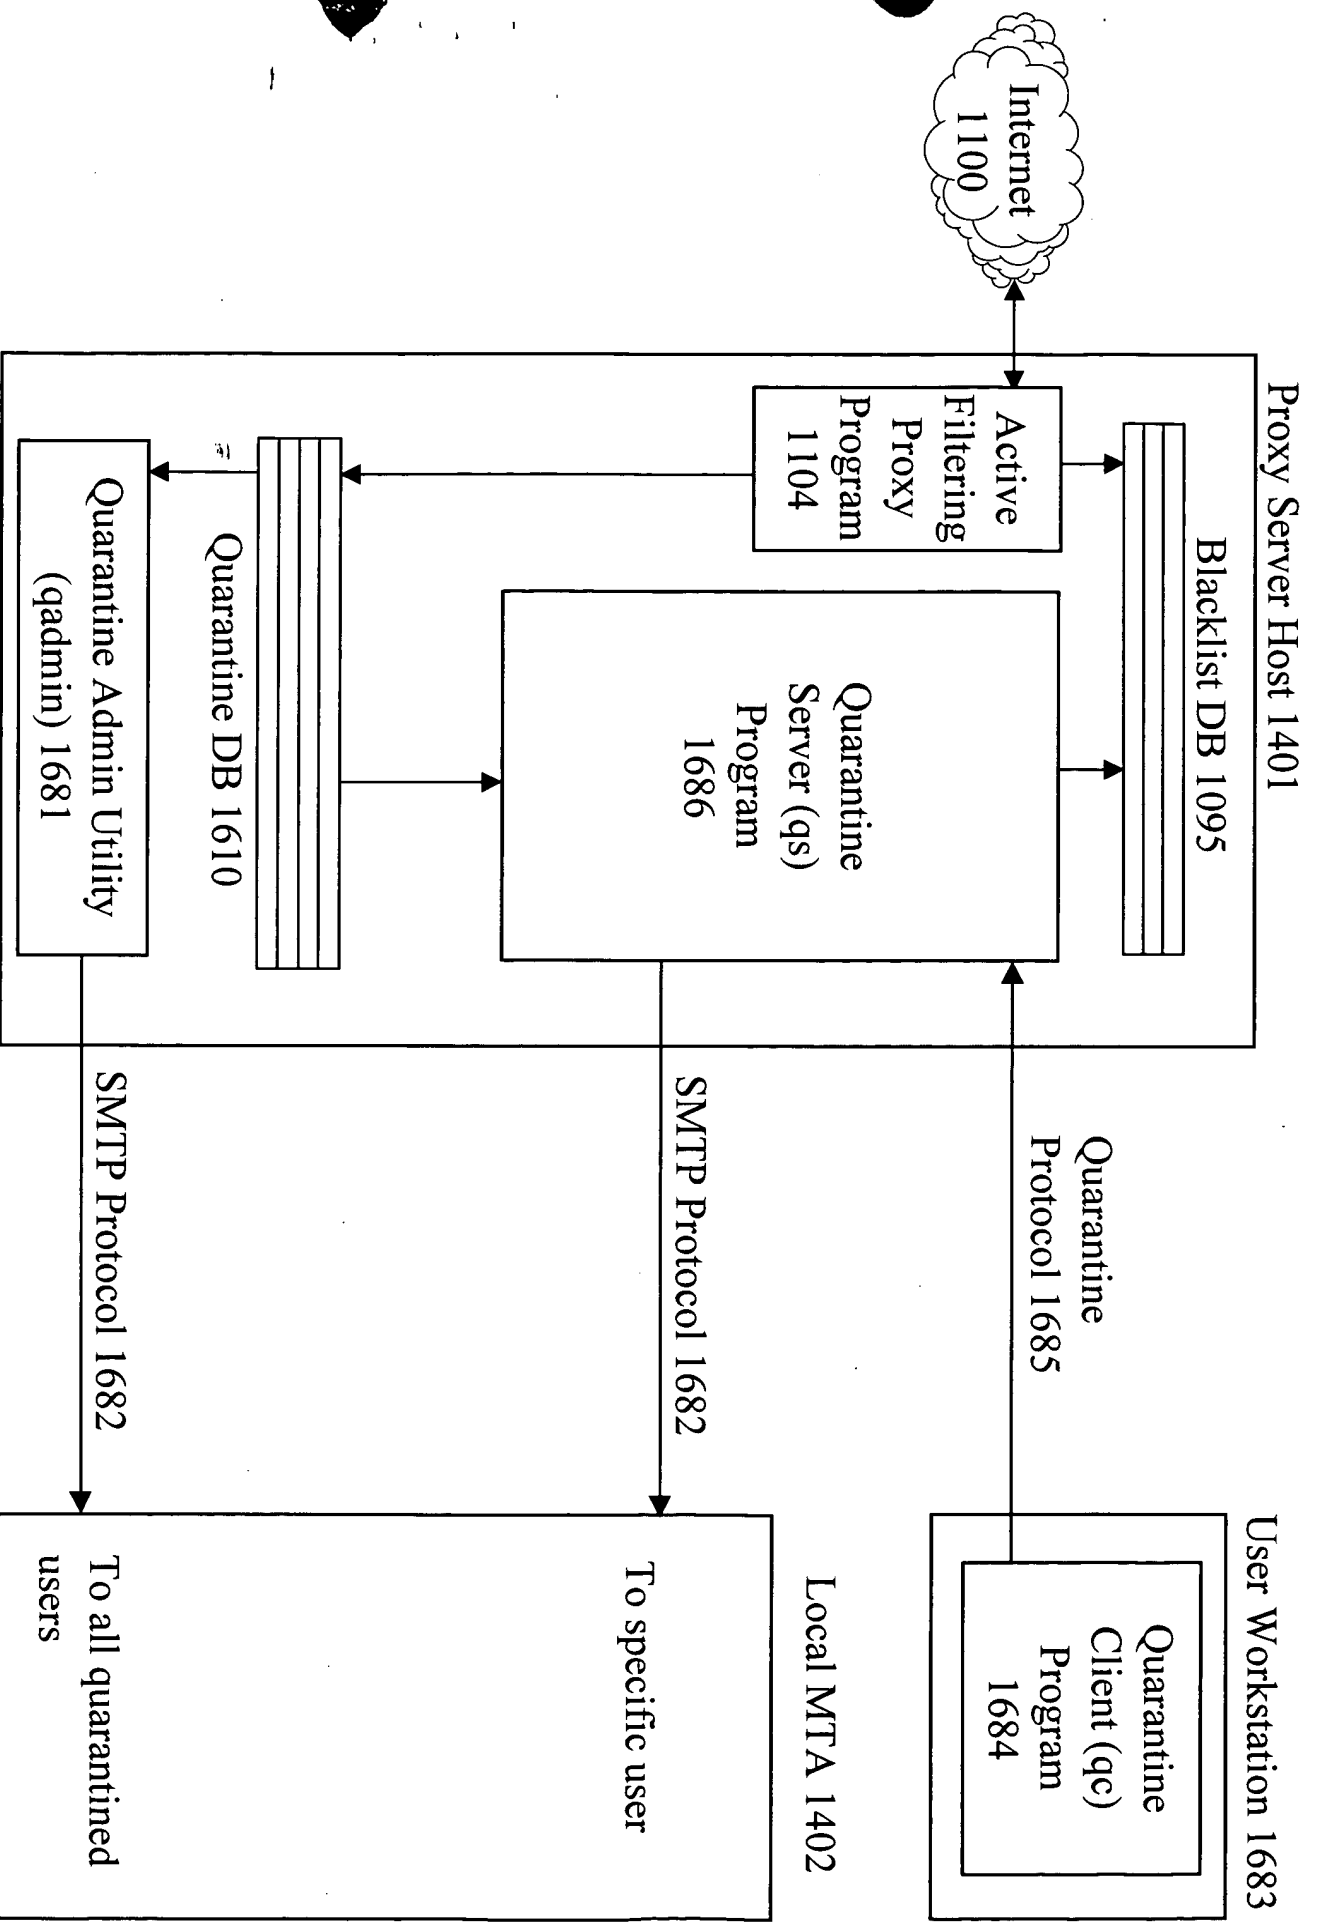 Proxy Server Host 1401
Blacklist DB 1095
Internet
1100
Active
Filtering
Proxy
Program
1104
Quarantine
Server (qs)
Program
1686
Quarantine DB 1610
Quarantine Admin Utility
(qadmin) 1681
Quarantine
Protocol 1685
SMTP Protocol 1682
SMTP Protocol 1682
User Workstation 1683
Quarantine
Client (qc)
Program
1684
Local MTA 1402
To specific user
To all quarantined
users